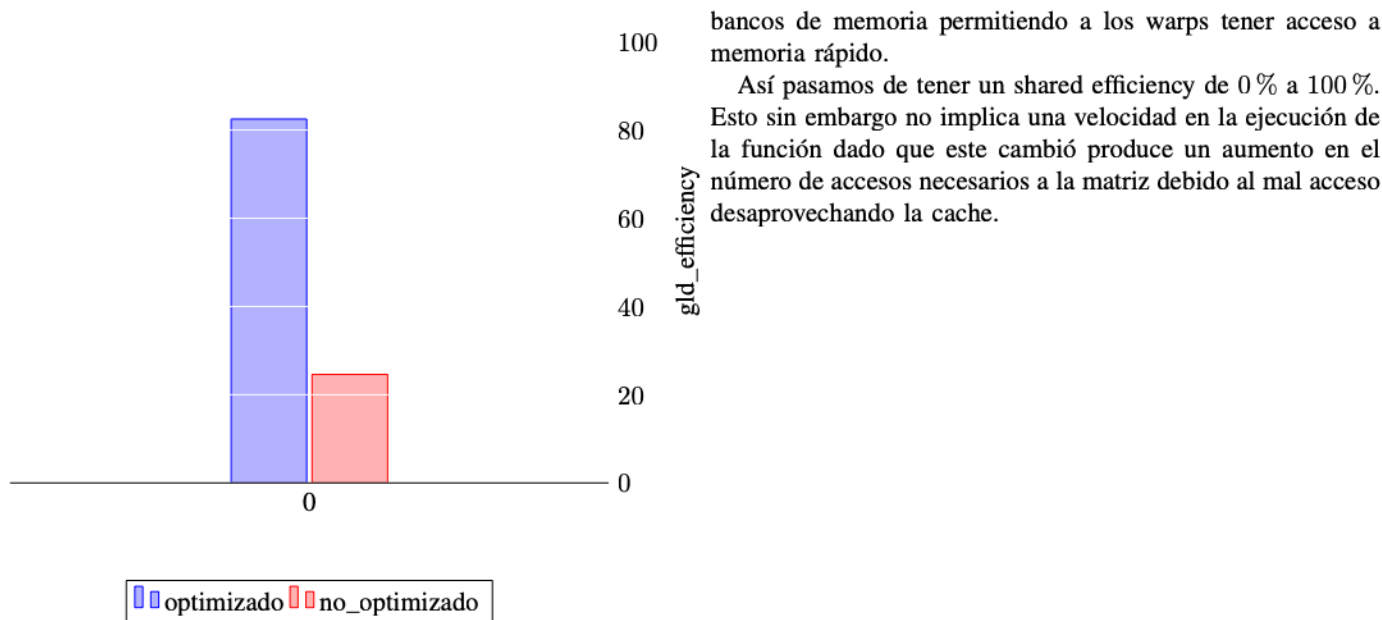 100
80
60
40
20
0
gld_efficiency
0
optimizado no_optimizado
bancos de memoria permitiendo a los warps tener acceso a
memoria rápido.
Así pasamos de tener un shared efficiency de 0 % a 100 %.
Esto sin embargo no implica una velocidad en la ejecución de
la función dado que este cambió produce un aumento en el
número de accesos necesarios a la matriz debido al mal acceso
desaprovechando la cache.